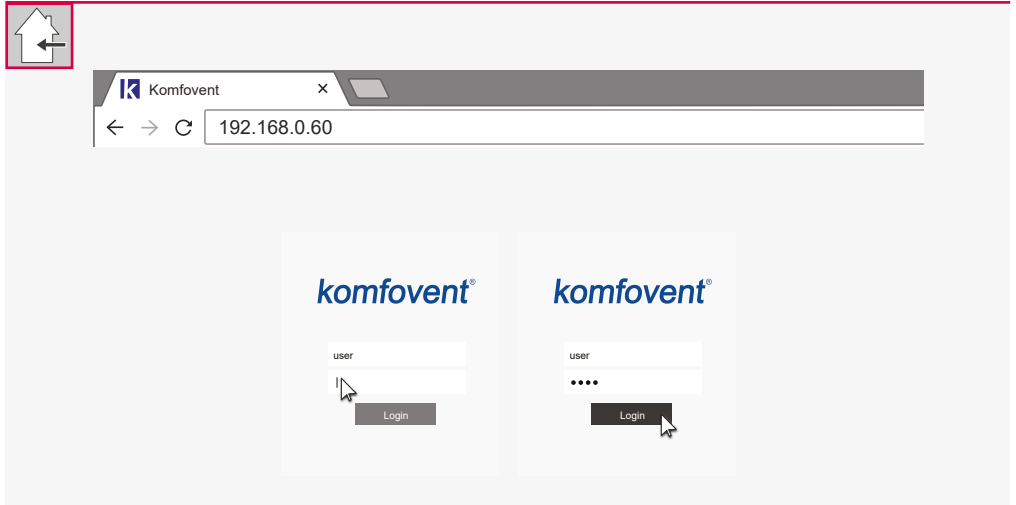 Komfovent
192.168.0.60
komfovent®
user
Login
komfovent®
user
••••
Login